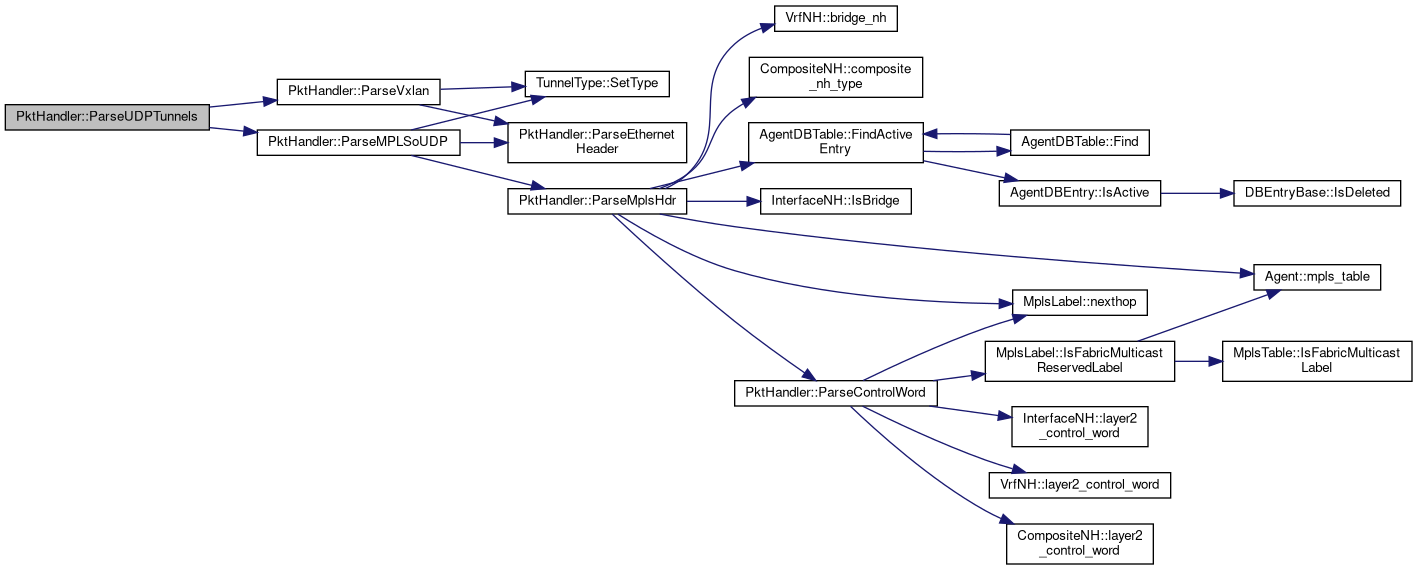 VrfNH::bridge_nh
CompositeNH::composite
_nh_type
TunnelType::SetType
PktHandler::ParseVxlan
PktHandler::ParseUDPTunnels
PktHandler::ParseMPLSoUDP
PktHandler::ParseEthernet
Header
AgentDBTable::FindActive
Entry
AgentDBTable::Find
PktHandler::ParseMplsHdr
InterfaceNH::IsBridge
AgentDBEntry::IsActive
DBEntryBase::IsDeleted
Agent::mpls_table
MplsLabel::nexthop
MplsLabel::IsFabricMulticast
ReservedLabel
MplsTable::IsFabricMulticast
Label
PktHandler::ParseControlWord
InterfaceNH::layer2
_control_word
VrfNH::layer2_control_word
CompositeNH::layer2
_control_word